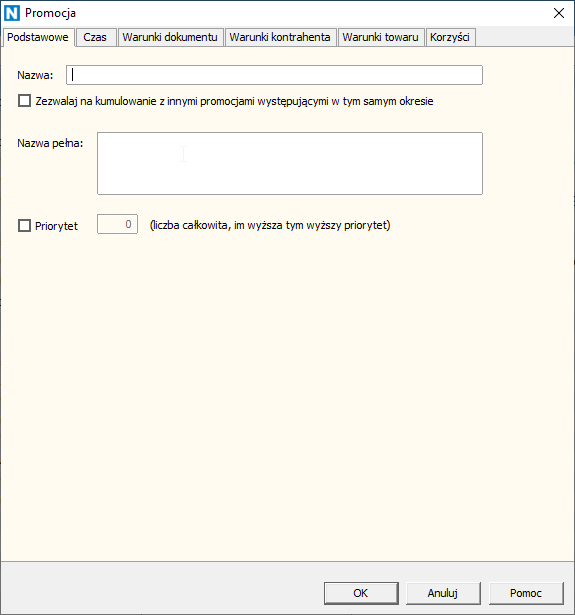 N Promocja
Podstawowe Czas Warunki dokumentu Warunki kontrahenta Warunki towaru Korzyści
Nazwa:
Zezwalaj na kumulowanie z innymi promocjami występującymi w tym samym okresie
Nazwa pełna:
Priorytet 0 (liczba całkowita, im wyższa tym wyższy priorytet)
OK Anuluj Pomoc